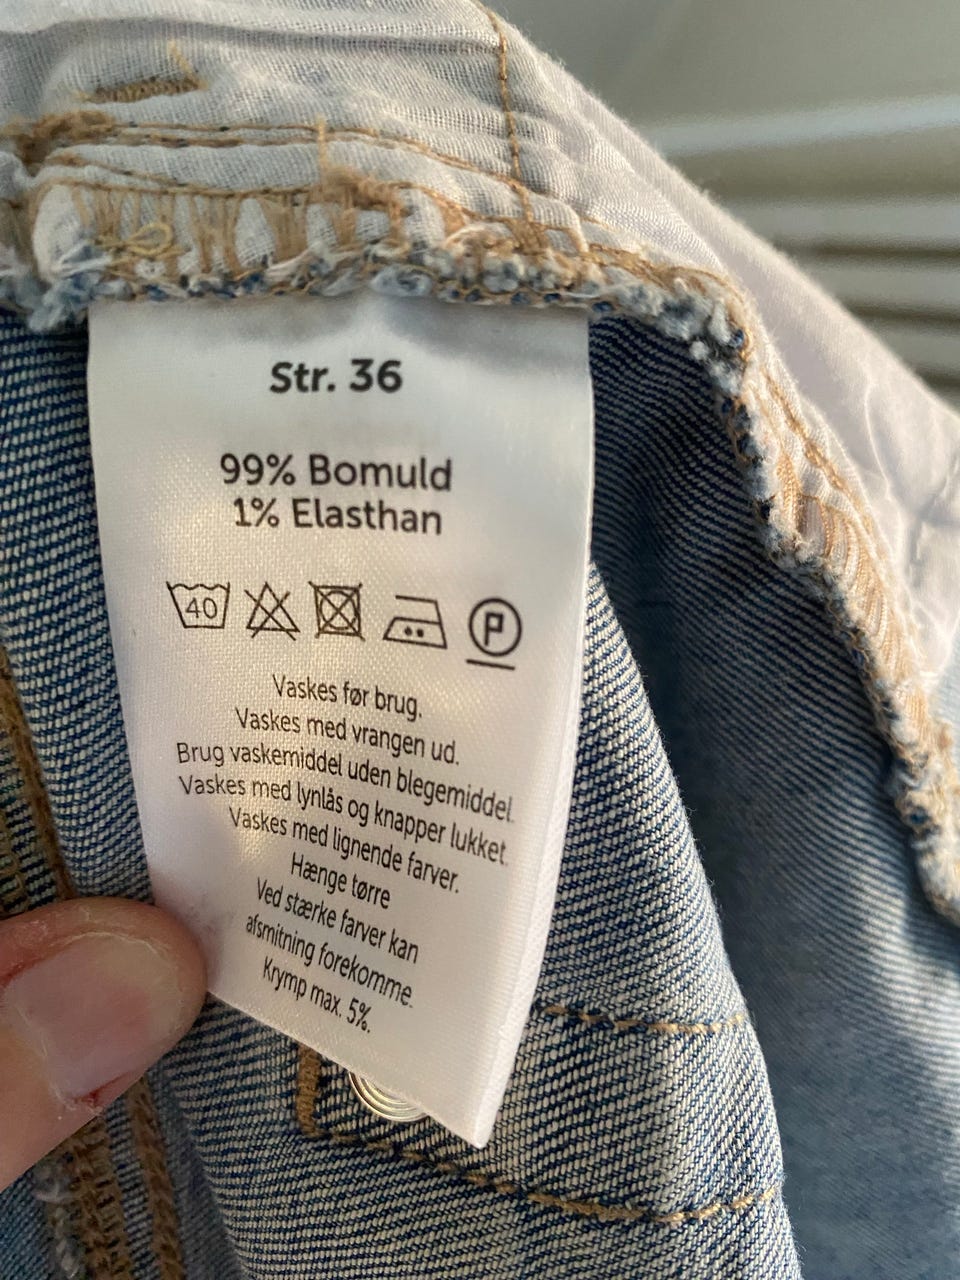 Str. 36
99% Bomuld
1% Elasthan
40 P
Vaskes før brug.
Vaskes med vrangen ud.
Brug vaskemiddel uden blegemiddel.
Vaskes med lynlås og knapper lukket.
Vaskes med lignende farver.
Hænge tørre
Ved stærke farver kan
afsmitning forekomme.
Krymp max. 5%.